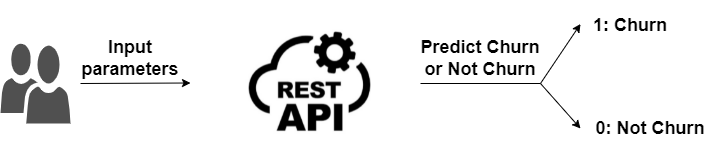 Input
parameters
REST
API
Predict Churn
or Not Churn
1: Churn
0: Not Churn